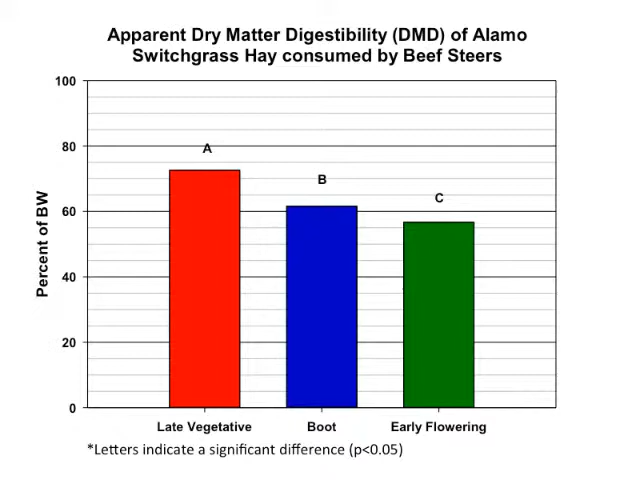 Apparent Dry Matter Digestibility (DMD) of Alamo
Switchgrass Hay consumed by Beef Steers
Percent of BW
100
80
60
40
20
0
A
B
C
Late Vegetative
Boot
Early Flowering
*Letters indicate a significant difference (p<0.05)